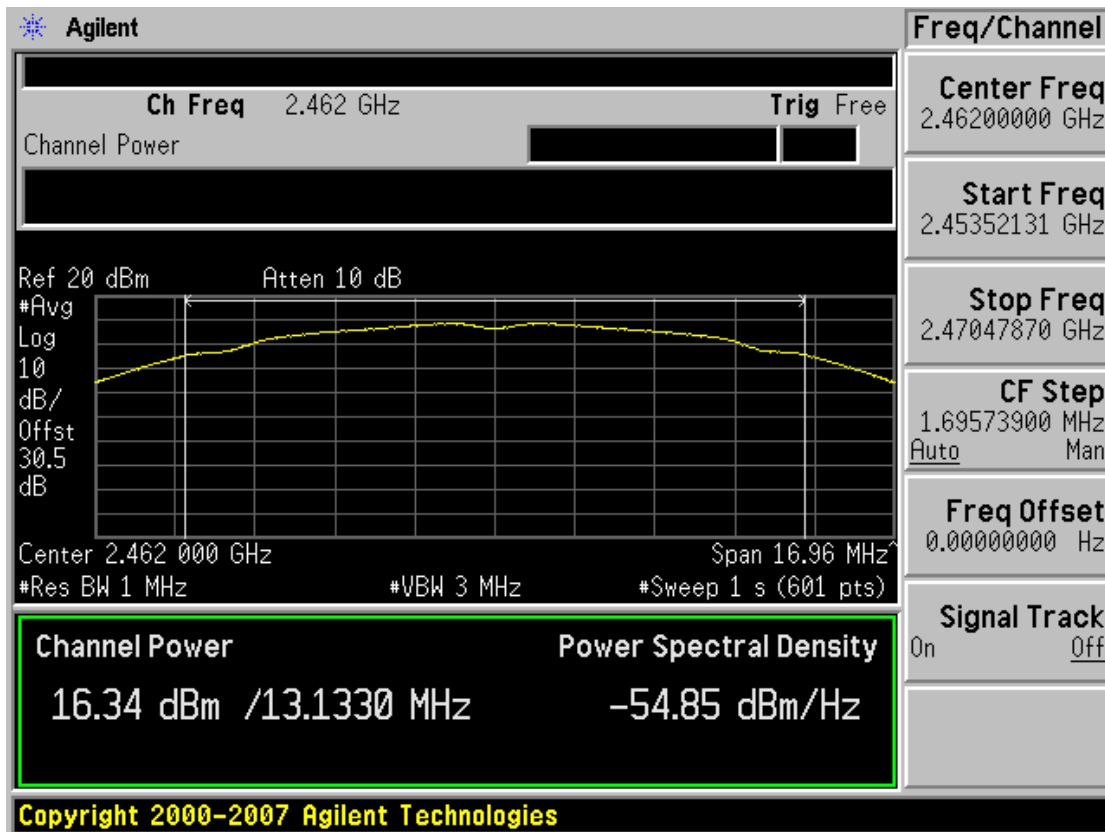 Agilent
Ch Freq 2.462 GHz Trig Free
Channel Power
Ref 20 dBm Atten 10 dB
#Avg
Log
10
dB/
Offst
30.5
dB
Center 2.462 000 GHz Span 16.96 MHz^
#Res BW 1 MHz #VBW 3 MHz #Sweep 1 s (601 pts)
Channel Power Power Spectral Density
16.34 dBm /13.1330 MHz -54.85 dBm/Hz
Copyright 2000-2007 Agilent Technologies
Freq/Channel
Center Freq
2.46200000 GHz
Start Freq
2.45352131 GHz
Stop Freq
2.47047870 GHz
CF Step
1.69573900 MHz
Auto Man
Freq Offset
0.00000000 Hz
Signal Track
On Off